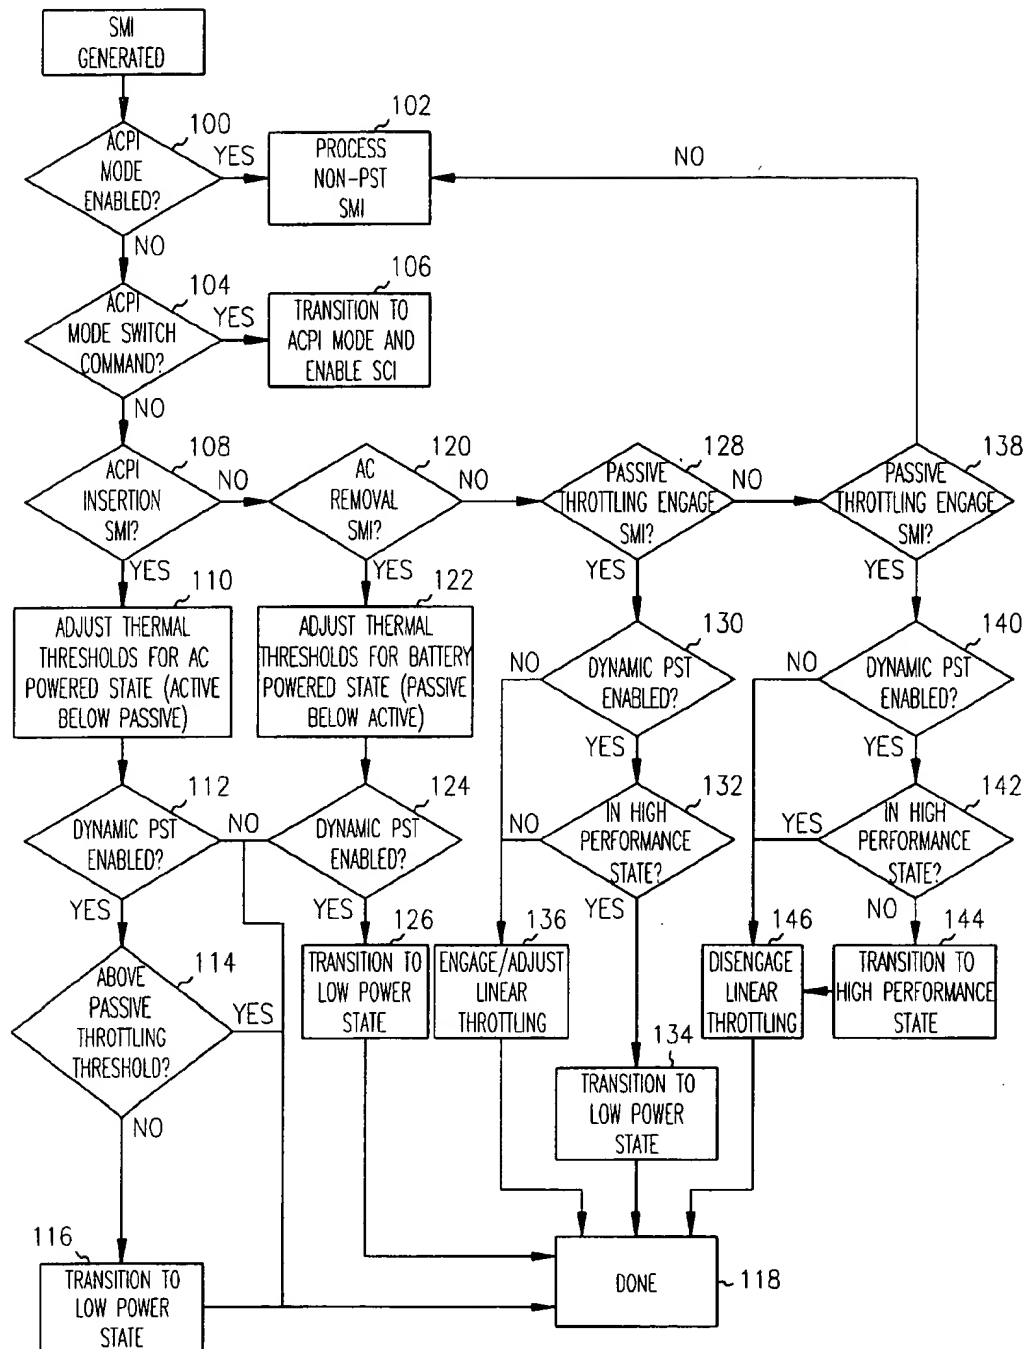 SMI
GENERATED
100
ACPI
MODE
ENABLED?
YES
102
PROCESS
NON-PST
SMI
NO
NO
104
ACPI
MODE SWITCH
COMMAND?
YES
106
TRANSITION TO
ACPI MODE AND
ENABLE SCI
NO
108
ACPI
INSERTION
SMI?
NO
120
AC
REMOVAL
SMI?
NO
128
PASSIVE
THROTTLING ENGAGE
SMI?
NO
138
PASSIVE
THROTTLING ENGAGE
SMI?
YES
YES
YES
YES
110
ADJUST THERMAL
THRESHOLDS FOR AC
POWERED STATE (ACTIVE
BELOW PASSIVE)
122
ADJUST THERMAL
THRESHOLDS FOR BATTERY
POWERED STATE (PASSIVE
BELOW ACTIVE)
130
NO
DYNAMIC PST
ENABLED?
YES
140
NO
DYNAMIC PST
ENABLED?
YES
112
DYNAMIC PST
ENABLED?
NO
YES
124
DYNAMIC PST
ENABLED?
YES
132
NO
IN HIGH
PERFORMANCE
STATE?
YES
142
YES
IN HIGH
PERFORMANCE
STATE?
NO
114
ABOVE
PASSIVE
THROTTLING
THRESHOLD?
YES
NO
126
TRANSITION TO
LOW POWER
STATE
136
ENGAGE/ADJUST
LINEAR
THROTTLING
146
DISENGAGE
LINEAR
THROTTLING
144
TRANSITION TO
HIGH PERFORMANCE
STATE
134
TRANSITION TO
LOW POWER
STATE
116
TRANSITION TO
LOW POWER
STATE
DONE
118